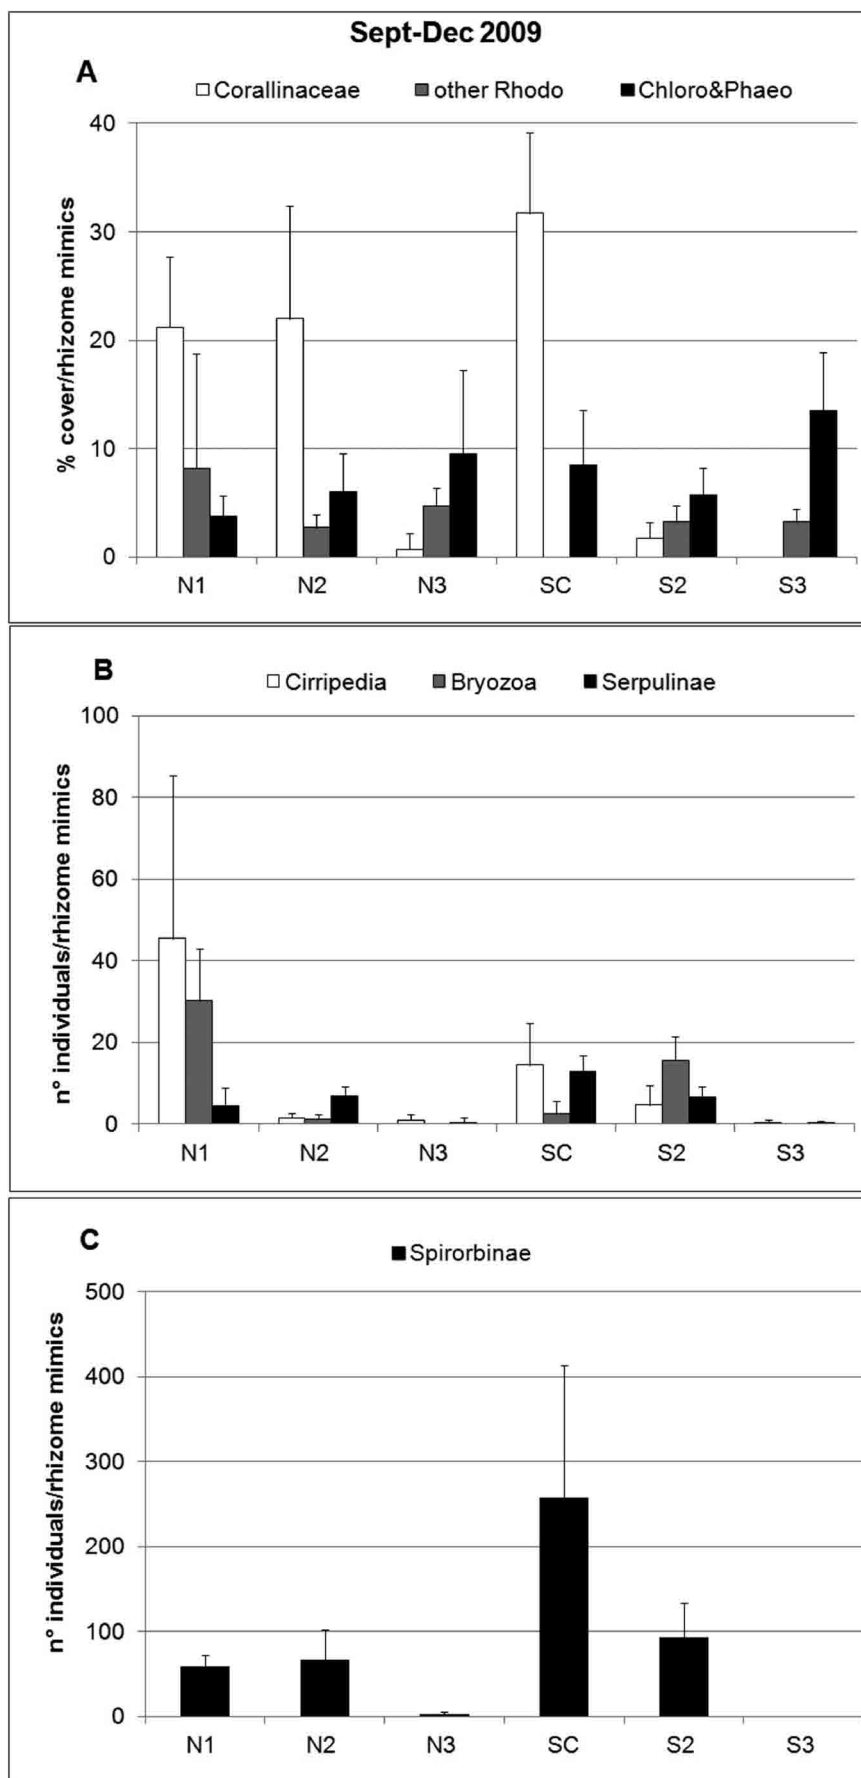 Sept-Dec 2009
A
Corallinaceae other Rhodo Chloro&Phaeo
% cover/rhizome mimics
40
30
20
10
0
N1 N2 N3 SC S2 S3
B
Cirripedia Bryozoa Serpulinae
n° individuals/rhizome mimics
100
80
60
40
20
0
N1 N2 N3 SC S2 S3
C
Spirorbinae
n° individuals/rhizome mimics
500
400
300
200
100
0
N1 N2 N3 SC S2 S3